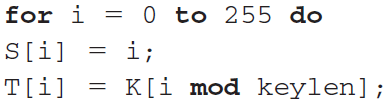 for i = 0 to 255 do
S[i] = i;
T[i] = K[i mod keylen];